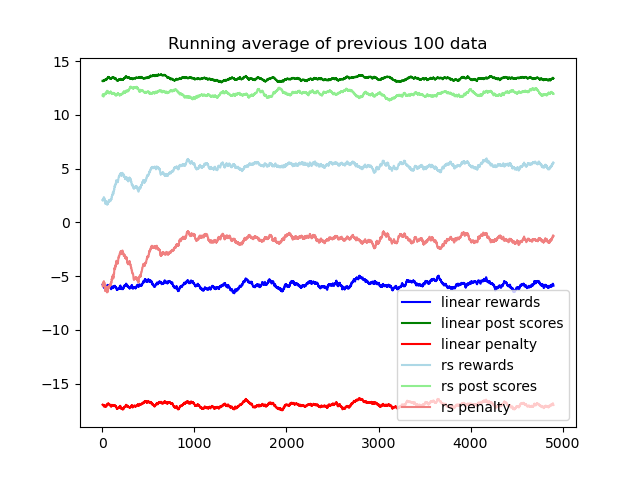 Running average of previous 100 data
15
10
5
0
−5
−10
−15
linear rewards
linear post scores
linear penalty
rs rewards
rs post scores
rs penalty
0 1000 2000 3000 4000 5000